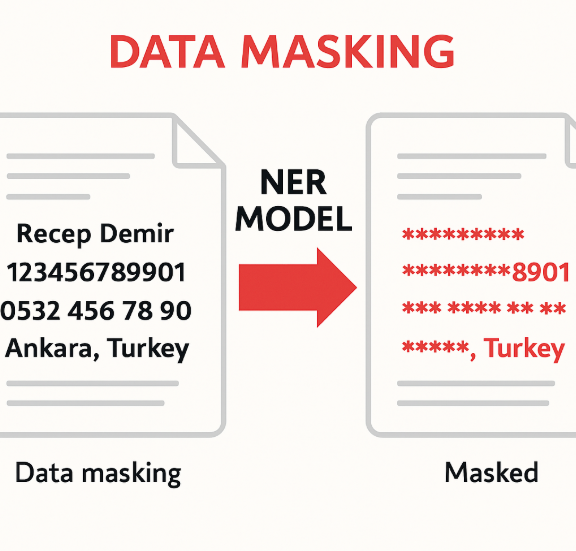 DATA MASKING
NER
MODEL
Recep Demir
123456789901
0532 456 78 90
Ankara, Turkey
*********
********8901
*** **** ** **
*****, Turkey
Data masking
Masked